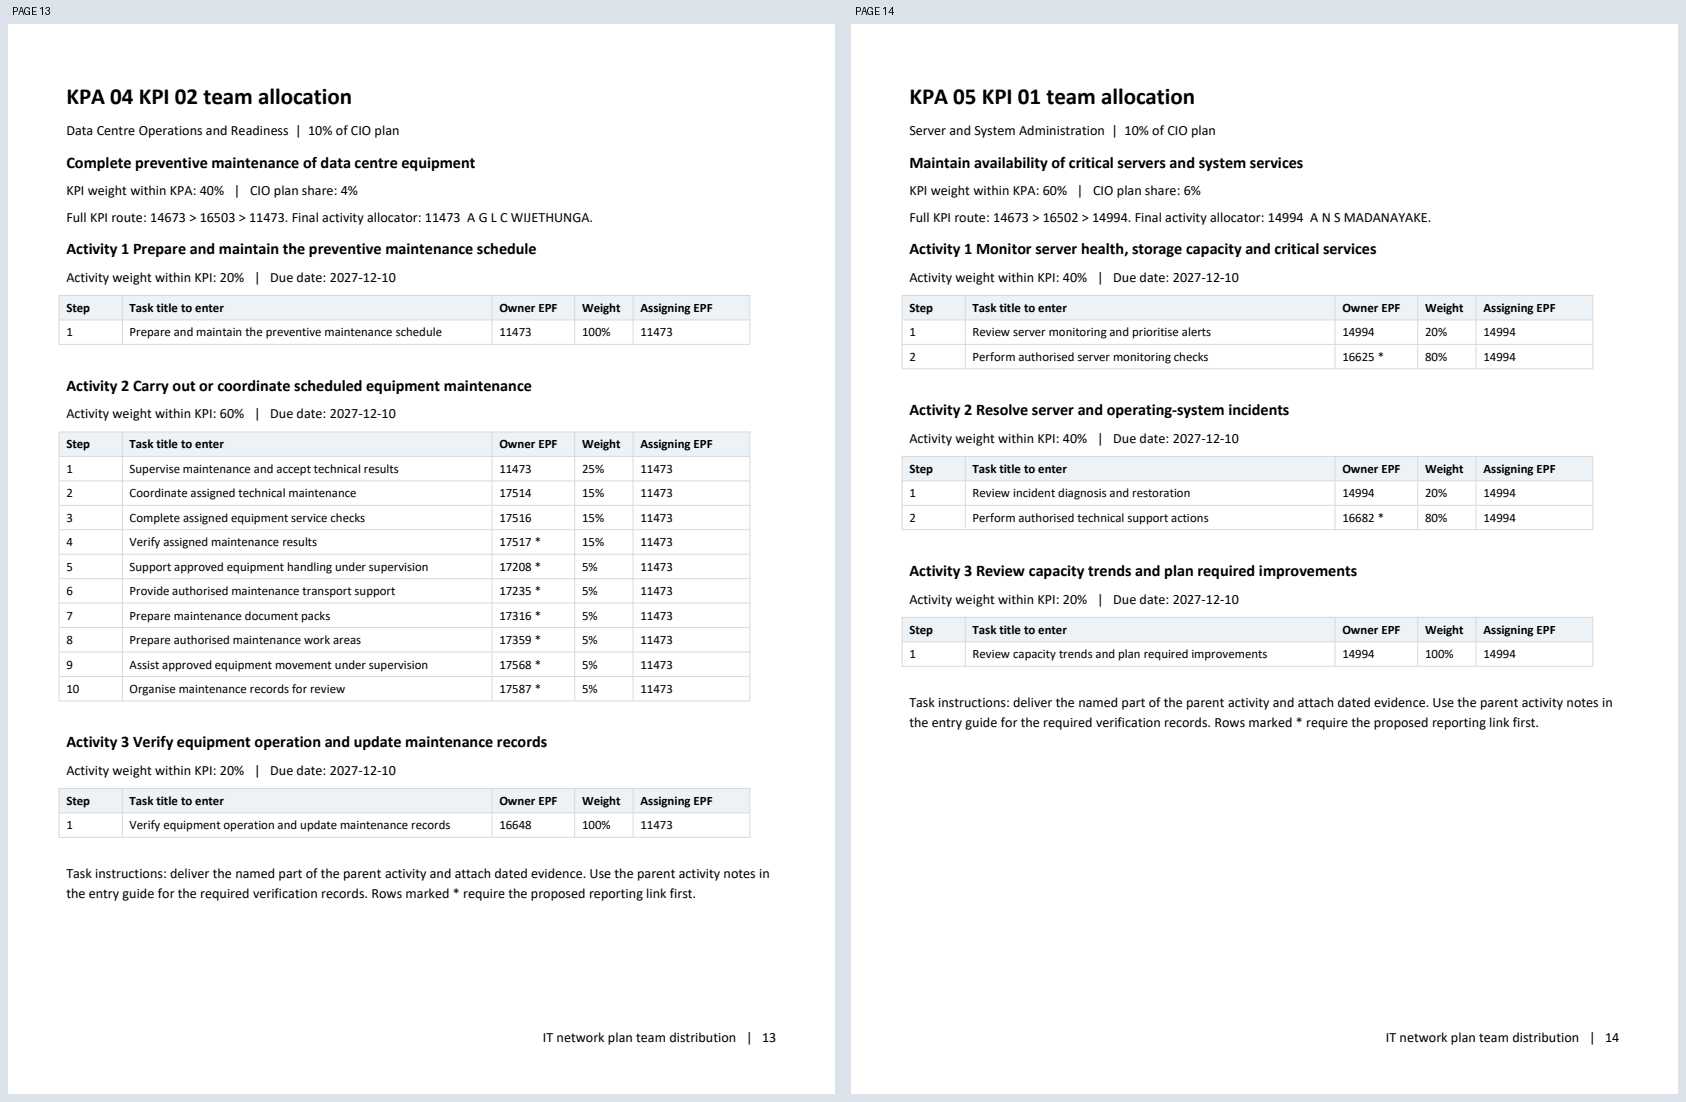 PAGE 13
KPA 04 KPI 02 team allocation
Data Centre Operations and Readiness | 10% of CIO plan
Complete preventive maintenance of data centre equipment
KPI weight within KPA: 40% | CIO plan share: 4%
Full KPI route: 14673 > 16503 > 11473. Final activity allocator: 11473 A G L C WIJETHUNGA.
Activity 1 Prepare and maintain the preventive maintenance schedule
Activity weight within KPI: 20% | Due date: 2027-12-10
Step Task title to enter Owner EPF Weight Assigning EPF
1 Prepare and maintain the preventive maintenance schedule 11473 100% 11473
Activity 2 Carry out or coordinate scheduled equipment maintenance
Activity weight within KPI: 60% | Due date: 2027-12-10
Step Task title to enter Owner EPF Weight Assigning EPF
1 Supervise maintenance and accept technical results 11473 25% 11473
2 Coordinate assigned technical maintenance 17514 15% 11473
3 Complete assigned equipment service checks 17516 15% 11473
4 Verify assigned maintenance results 17517 * 15% 11473
5 Support approved equipment handling under supervision 17208 * 5% 11473
6 Provide authorised maintenance transport support 17235 * 5% 11473
7 Prepare maintenance document packs 17316 * 5% 11473
8 Prepare authorised maintenance work areas 17359 * 5% 11473
9 Assist approved equipment movement under supervision 17568 * 5% 11473
10 Organise maintenance records for review 17587 * 5% 11473
Activity 3 Verify equipment operation and update maintenance records
Activity weight within KPI: 20% | Due date: 2027-12-10
Step Task title to enter Owner EPF Weight Assigning EPF
1 Verify equipment operation and update maintenance records 16648 100% 11473
Task instructions: deliver the named part of the parent activity and attach dated evidence. Use the parent activity notes in
the entry guide for the required verification records. Rows marked * require the proposed reporting link first.
IT network plan team distribution | 13
PAGE 14
KPA 05 KPI 01 team allocation
Server and System Administration | 10% of CIO plan
Maintain availability of critical servers and system services
KPI weight within KPA: 60% | CIO plan share: 6%
Full KPI route: 14673 > 16502 > 14994. Final activity allocator: 14994 A N S MADANAYAKE.
Activity 1 Monitor server health, storage capacity and critical services
Activity weight within KPI: 40% | Due date: 2027-12-10
Step Task title to enter Owner EPF Weight Assigning EPF
1 Review server monitoring and prioritise alerts 14994 20% 14994
2 Perform authorised server monitoring checks 16625 * 80% 14994
Activity 2 Resolve server and operating-system incidents
Activity weight within KPI: 40% | Due date: 2027-12-10
Step Task title to enter Owner EPF Weight Assigning EPF
1 Review incident diagnosis and restoration 14994 20% 14994
2 Perform authorised technical support actions 16682 * 80% 14994
Activity 3 Review capacity trends and plan required improvements
Activity weight within KPI: 20% | Due date: 2027-12-10
Step Task title to enter Owner EPF Weight Assigning EPF
1 Review capacity trends and plan required improvements 14994 100% 14994
Task instructions: deliver the named part of the parent activity and attach dated evidence. Use the parent activity notes in
the entry guide for the required verification records. Rows marked * require the proposed reporting link first.
IT network plan team distribution | 14